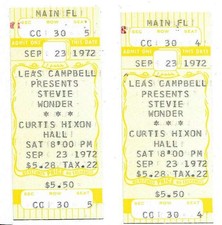 MAIN FL
CC 30 5
SEP 23 1972
LEAS CAMPBELL
PRESENTS
STEVIE
WONDER
***
CURTIS HIXON
HALL
SAT 8:00 PM
SEP 23 1972
$5.28 TAX.22
$5.50
CC 30 5
MAIN FL
CC 30 4
SEP 23 1972
LEAS CAMPBELL
PRESENTS
STEVIE
WONDER
***
CURTIS HIXON
HALL
SAT 8:00 PM
SEP 23 1972
$5.28 TAX.22
$5.50
CC 30 4